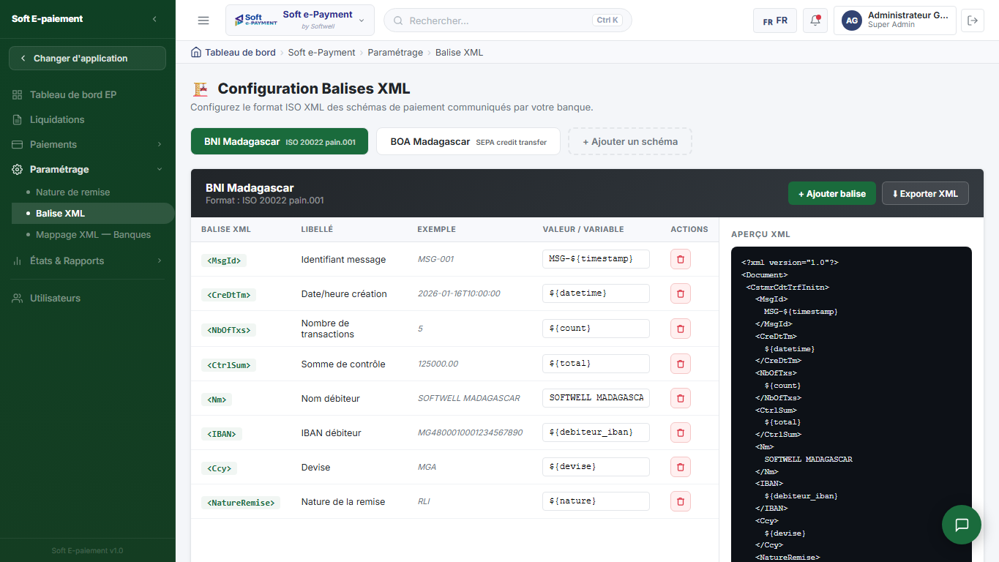 Soft E-paiement
Changer d'application
Tableau de bord EP
Liquidations
Paiements
Paramétrage
Nature de remise
Balise XML
Mappage XML — Banques
États & Rapports
Utilisateurs
Soft E-paiement v1.0
Soft e-PAYMENT
Soft e-Payment
by Softwell
Rechercher...
Ctrl K
FR FR
AG
Administrateur G...
Super Admin
Tableau de bord › Soft e-Payment › Paramétrage › Balise XML
Configuration Balises XML
Configurez le format ISO XML des schémas de paiement communiqués par votre banque.
BNI Madagascar ISO 20022 pain.001
BOA Madagascar SEPA credit transfer
+ Ajouter un schéma
BNI Madagascar
Format : ISO 20022 pain.001
+ Ajouter balise
⬇ Exporter XML
BALISE XML LIBELLÉ EXEMPLE VALEUR / VARIABLE ACTIONS
<MsgId> Identifiant message MSG-001 MSG-${timestamp}
<CreDtTm> Date/heure création 2026-01-16T10:00:00 ${datetime}
<NbOfTxs> Nombre de transactions 5 ${count}
<CtrlSum> Somme de contrôle 125000.00 ${total}
<Nm> Nom débiteur SOFTWELL MADAGASCAR SOFTWELL MADAGASCA
<IBAN> IBAN débiteur MG4800010001234567890 ${debiteur_iban}
<Ccy> Devise MGA ${devise}
<NatureRemise> Nature de la remise RLI ${nature}
APERÇU XML
<?xml version="1.0"?>
<Document>
<CstmrCdtTrfInitn>
<MsgId>
MSG-${timestamp}
</MsgId>
<CreDtTm>
${datetime}
</CreDtTm>
<NbOfTxs>
${count}
</NbOfTxs>
<CtrlSum>
${total}
</CtrlSum>
<Nm>
SOFTWELL MADAGASCAR
</Nm>
<IBAN>
${debiteur_iban}
</IBAN>
<Ccy>
${devise}
</Ccy>
<NatureRemise>